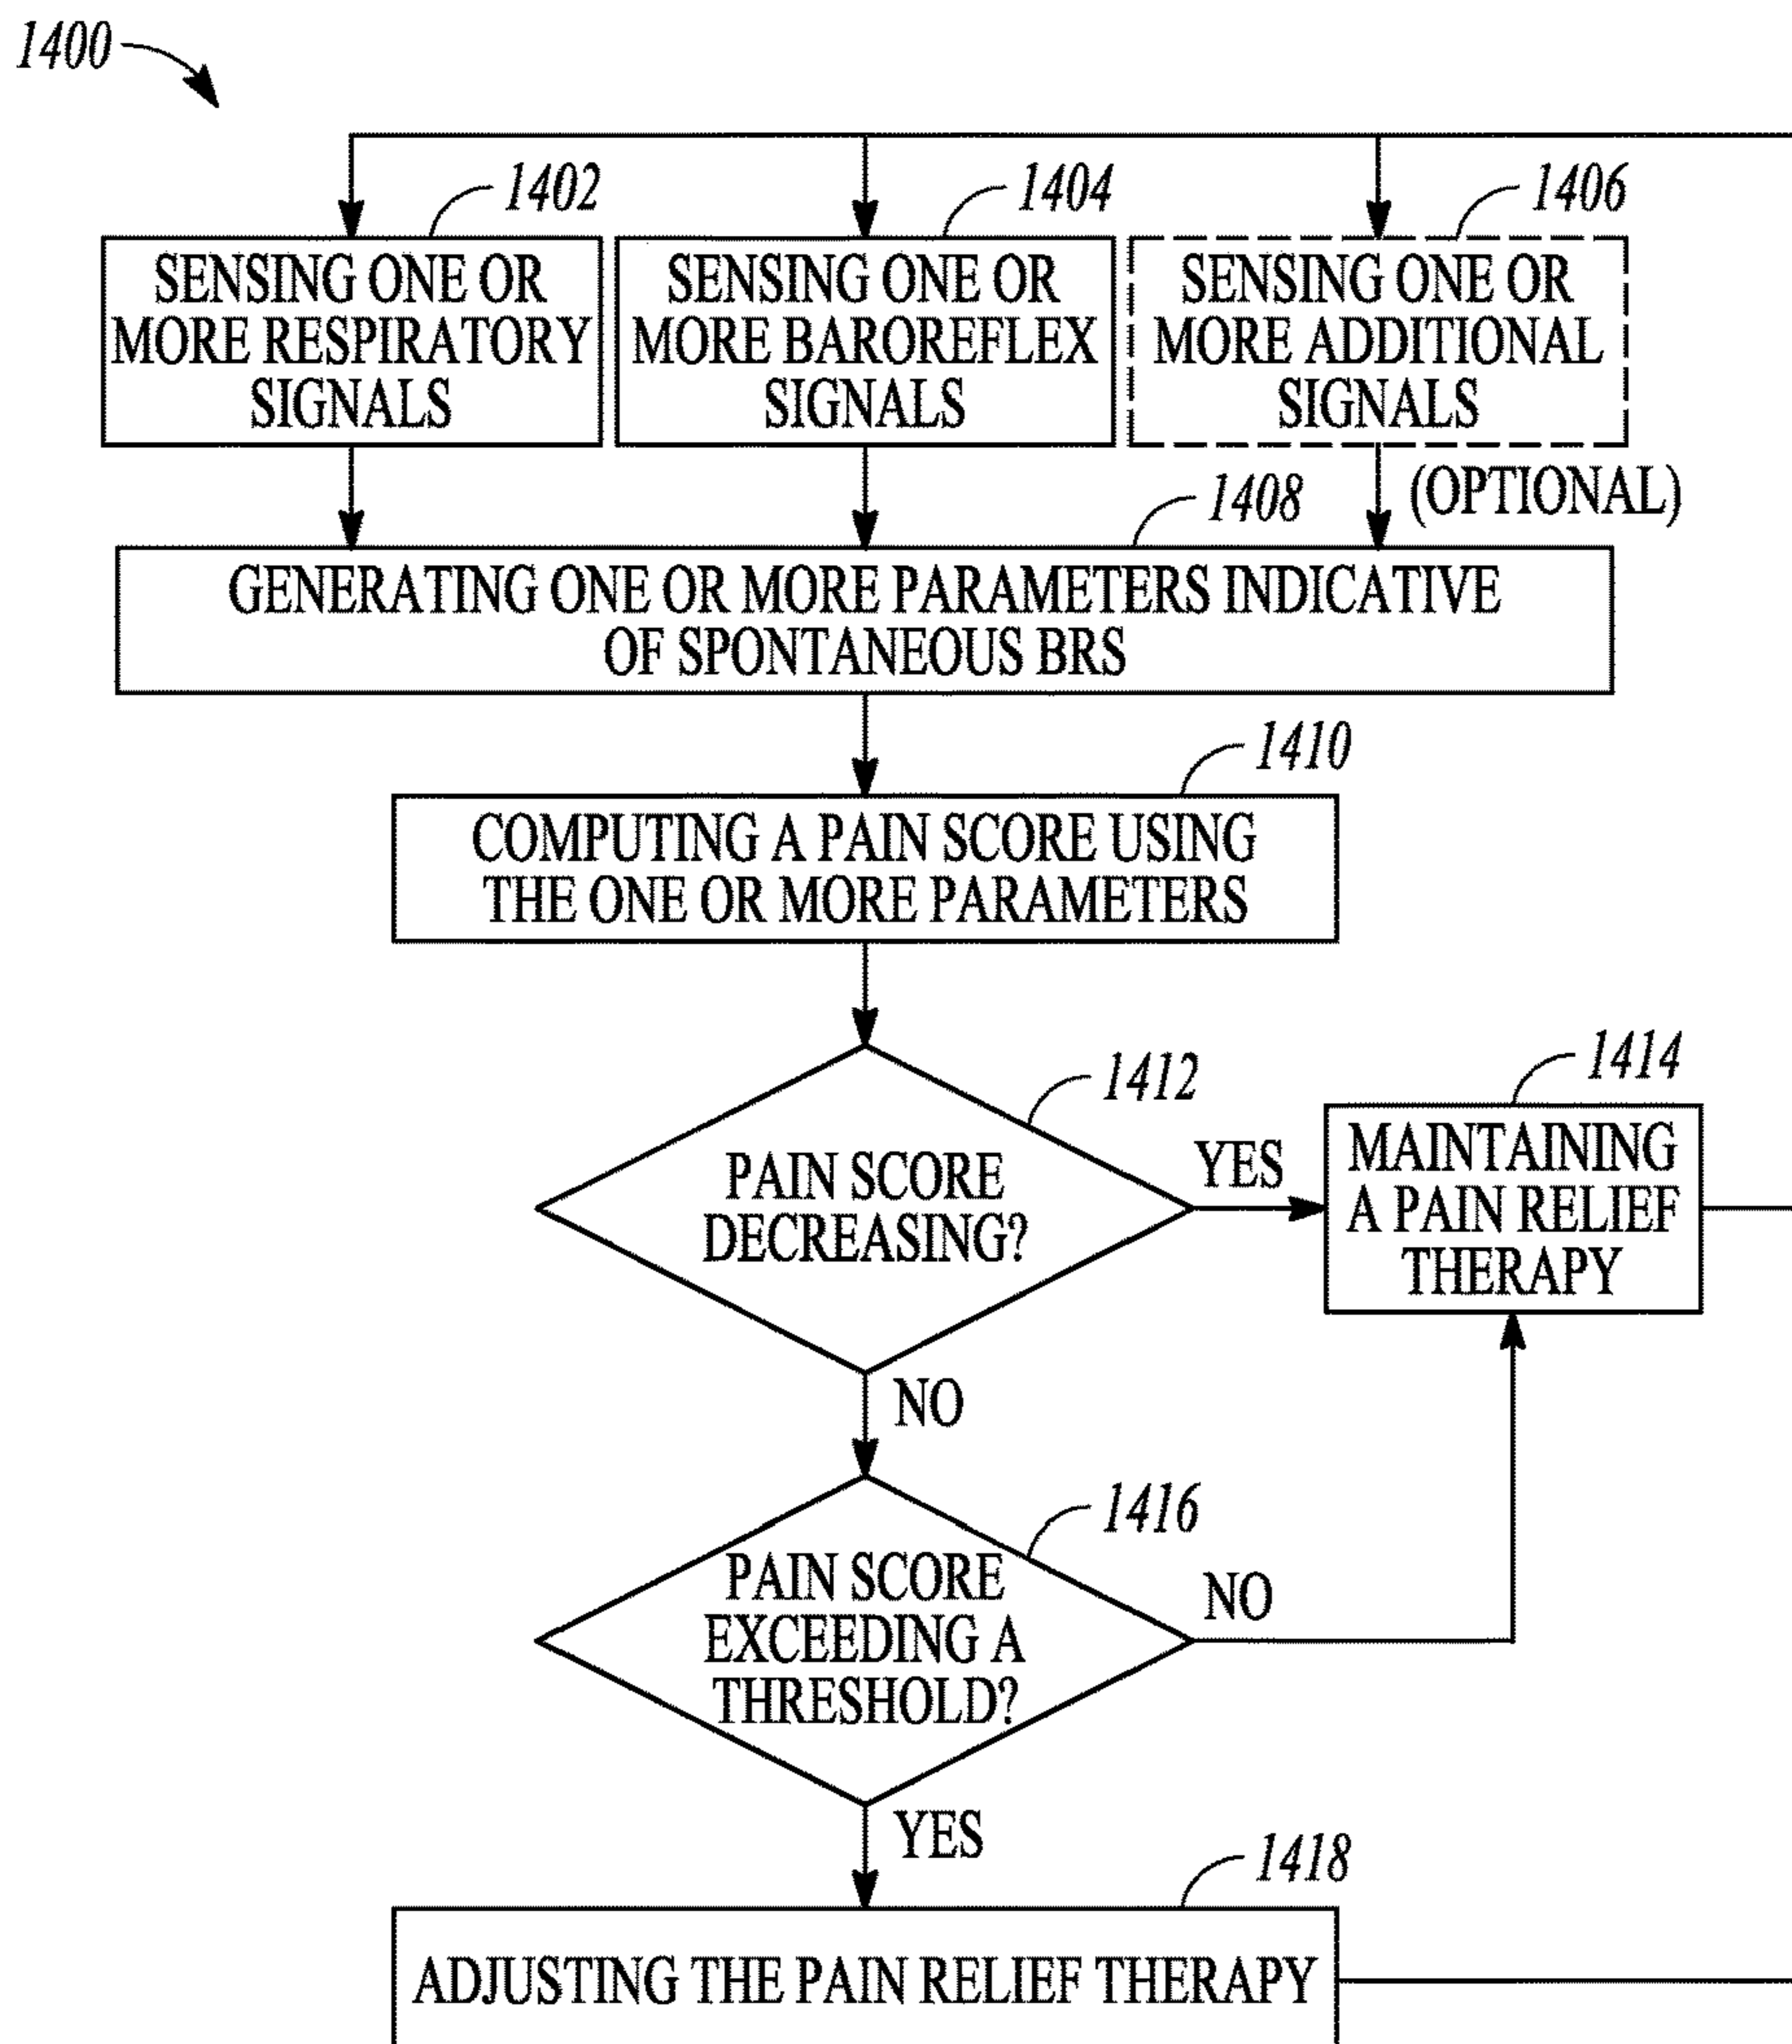 1400
1402
1404
1406
SENSING ONE OR
MORE RESPIRATORY
SIGNALS
SENSING ONE OR
MORE BAROREFLEX
SIGNALS
SENSING ONE OR
MORE ADDITIONAL
SIGNALS
(OPTIONAL)
1408
GENERATING ONE OR MORE PARAMETERS INDICATIVE
OF SPONTANEOUS BRS
1410
COMPUTING A PAIN SCORE USING
THE ONE OR MORE PARAMETERS
1412
PAIN SCORE
DECREASING?
YES
1414
MAINTAINING
A PAIN RELIEF
THERAPY
NO
1416
PAIN SCORE
EXCEEDING A
THRESHOLD?
NO
YES
1418
ADJUSTING THE PAIN RELIEF THERAPY